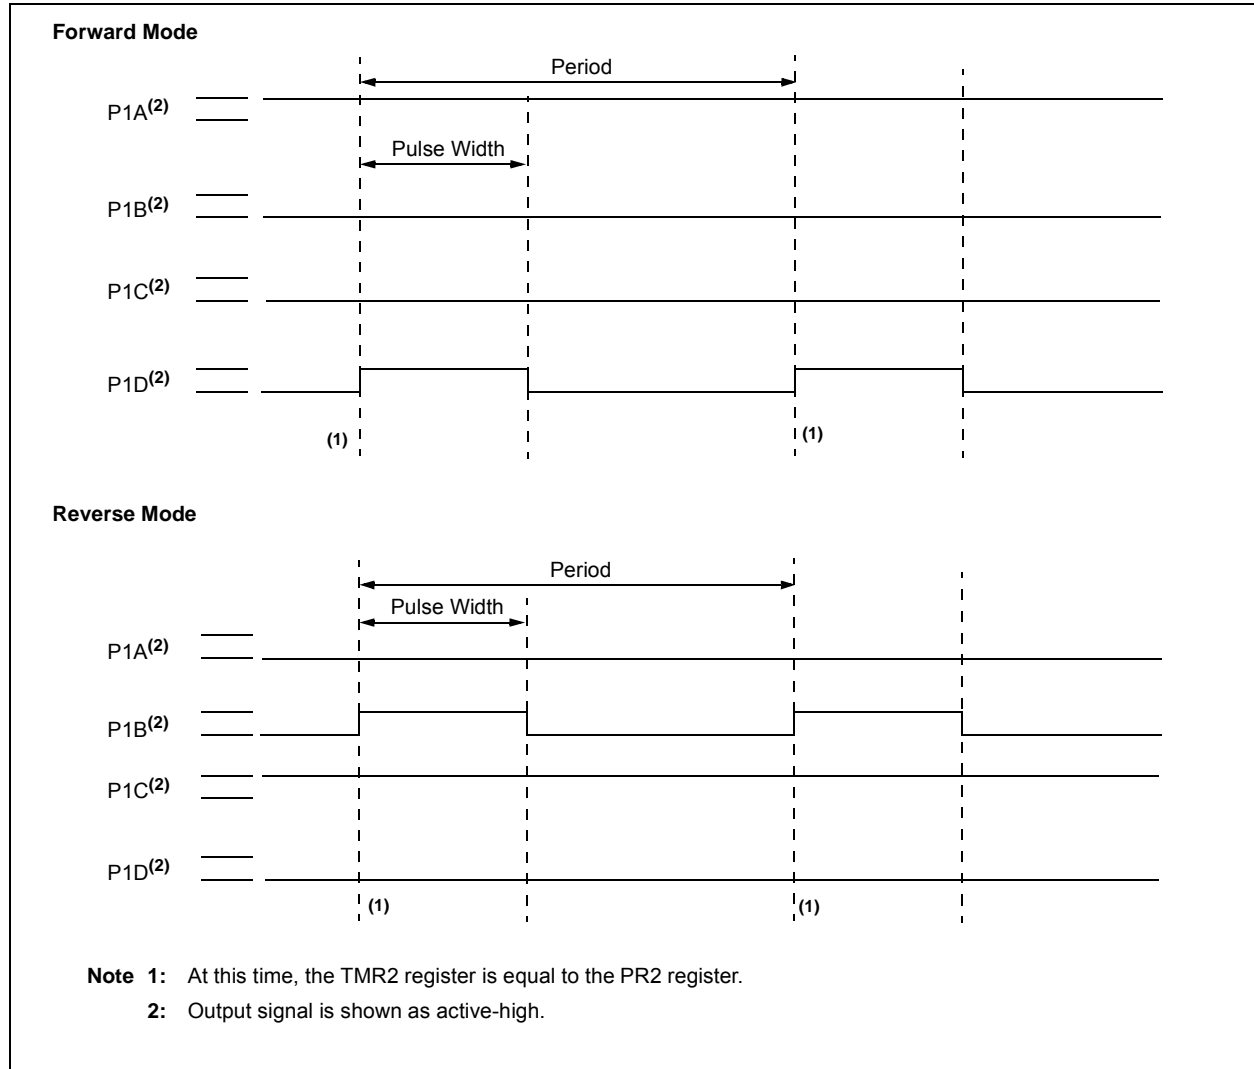 Forward Mode
Period
P1A(2)
Pulse Width
P1B(2)
P1C(2)
P1D(2)
(1) (1)
Reverse Mode
Period
Pulse Width
P1A(2)
P1B(2)
P1C(2)
P1D(2)
(1) (1)
Note 1: At this time, the TMR2 register is equal to the PR2 register.
2: Output signal is shown as active-high.